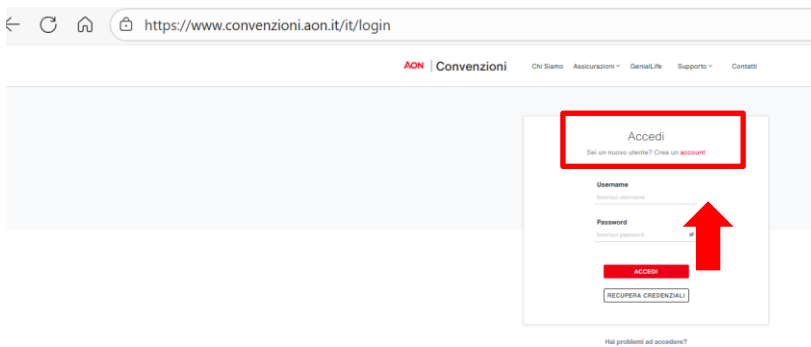 https://www.convenzioni.aon.it/it/login
AON | Convenzioni Chi Siamo Assicurazioni GenialLife Supporto Contatti
Accedi
Sei un nuovo utente? Crea un account
Username
Inserisci username
Password
Inserisci password
ACCEDI
RECUPERA CREDENZIALI
Hai problemi ad accedere?